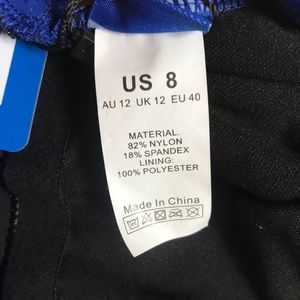 US 8
AU 12 UK 12 EU 40
MATERIAL:
82% NYLON
18% SPANDEX
LINING:
100% POLYESTER
Made In China